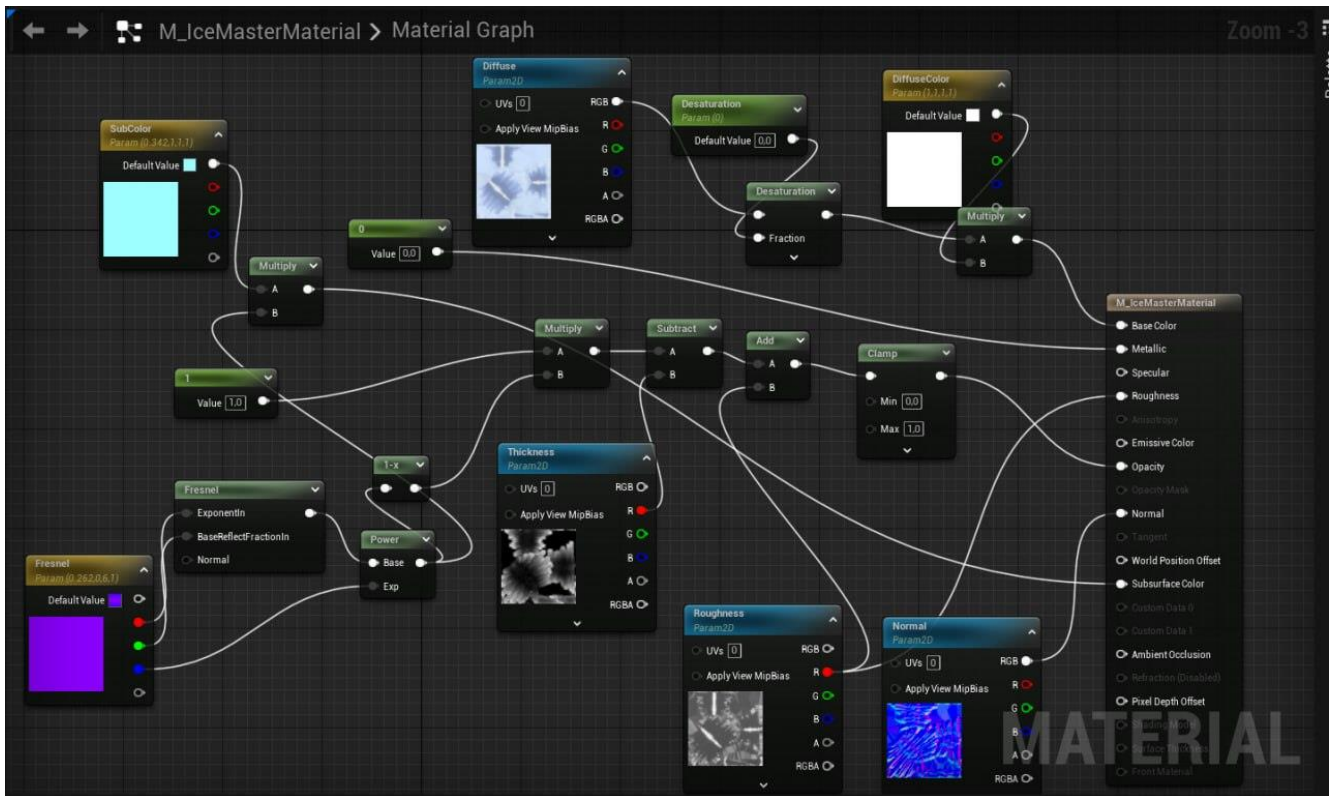 M_IceMasterMaterial > Material Graph
Zoom -3
SubColor
Param (0.342,1,1,1)
Default Value
Diffuse
Param2D
UVs 0
Apply View MipBias
RGB
R
G
B
A
RGBA
Desaturation
Param (0)
Default Value 0,0
DiffuseColor
Param (1,1,1,1)
Default Value
Desaturation
Fraction
Multiply
A
B
0
Value 0,0
Multiply
A
B
Multiply
A
B
Subtract
A
B
Add
A
B
Clamp
Min 0,0
Max 1,0
1
Value 1,0
1-x
Fresnel
ExponentIn
BaseReflectFractionIn
Normal
Power
Base
Exp
Fresnel
Param (0.262,0,6,1)
Default Value
Thickness
Param2D
UVs 0
Apply View MipBias
RGB
R
G
B
A
RGBA
Roughness
Param2D
UVs 0
Apply View MipBias
RGB
R
G
B
A
RGBA
Normal
Param2D
UVs 0
Apply View MipBias
RGB
R
G
B
A
RGBA
M_IceMasterMaterial
Base Color
Metallic
Specular
Roughness
Anisotropy
Emissive Color
Opacity
Opacity Mask
Normal
Tangent
World Position Offset
Subsurface Color
Custom Data 0
Custom Data 1
Ambient Occlusion
Refraction (Disabled)
Pixel Depth Offset
Shading Model
Surface Thickness
Front Material
MATERIAL